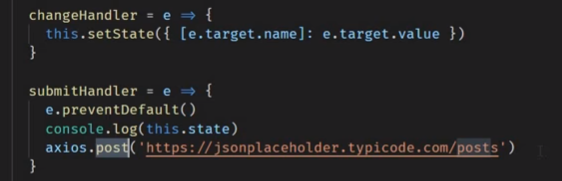 changeHandler = e => {
this.setState({ [e.target.name]: e.target.value })
}
submitHandler = e => {
e.preventDefault()
console.log(this.state)
axios.post('https://jsonplaceholder.typicode.com/posts')
}